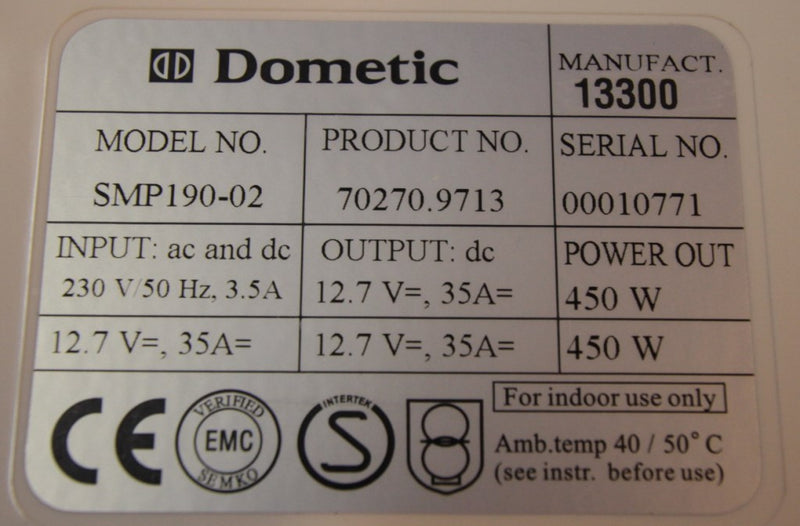 Dometic
MANUFACT.
13300
MODEL NO.
SMP190-02
PRODUCT NO.
70270.9713
SERIAL NO.
00010771
INPUT: ac and dc
230 V/50 Hz, 3.5A
OUTPUT: dc
12.7 V=, 35A=
POWER OUT
450 W
12.7 V=, 35A=
12.7 V=, 35A=
450 W
CE
VERIFIED
EMC
SEMKO
INTERTEK
S
For indoor use only
Amb.temp 40 / 50° C
(see instr. before use)